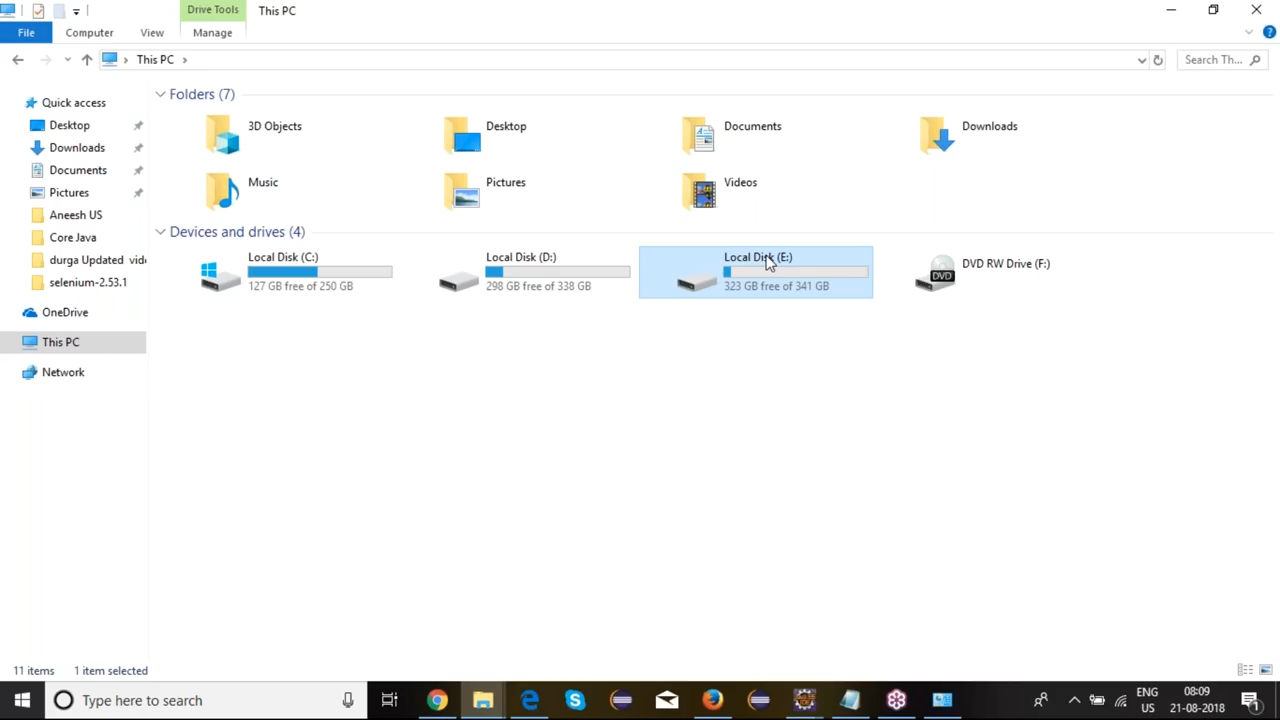 Drive Tools
This PC
File
Computer
View
Manage
This PC
Search Th...
Quick access
Desktop
Downloads
Documents
Pictures
Aneesh US
Core Java
durga Updated vide
selenium-2.53.1
OneDrive
This PC
Network
Folders (7)
3D Objects
Desktop
Documents
Downloads
Music
Pictures
Videos
Devices and drives (4)
Local Disk (C:)
127 GB free of 250 GB
Local Disk (D:)
298 GB free of 338 GB
Local Disk (E:)
323 GB free of 341 GB
DVD
DVD RW Drive (F:)
11 items
1 item selected
Type here to search
ENG
US
08:09
21-08-2018
1